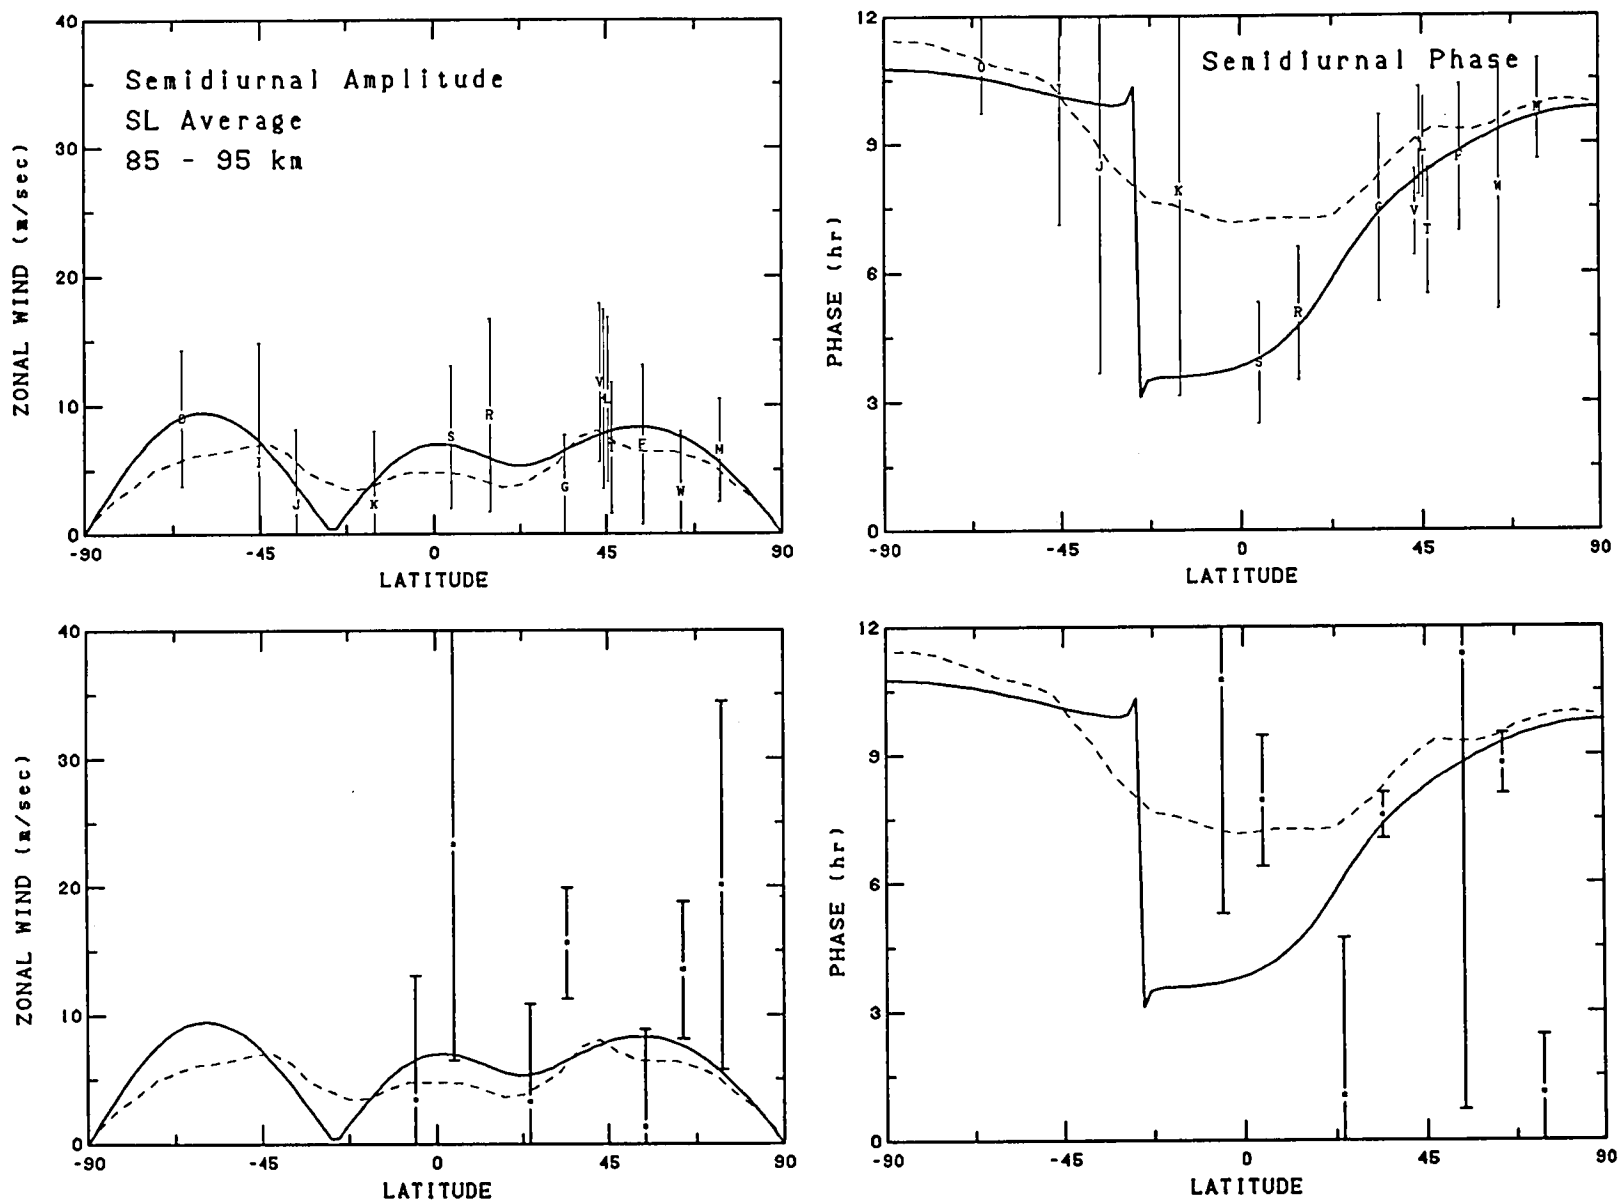 40
30
20
10
0
ZONAL WIND (m/sec)
Semidiurnal Amplitude
SL Average
85 - 95 km
O
I
J
K
S
R
G
V
L
T
F
W
M
-90
-45
0
45
90
LATITUDE
12
9
6
3
0
PHASE (hr)
Semidiurnal Phase
O
I
J
K
S
R
G
V
L
T
F
W
M
-90
-45
0
45
90
LATITUDE
40
30
20
10
0
ZONAL WIND (m/sec)
-90
-45
0
45
90
LATITUDE
12
9
6
3
0
PHASE (hr)
-90
-45
0
45
90
LATITUDE